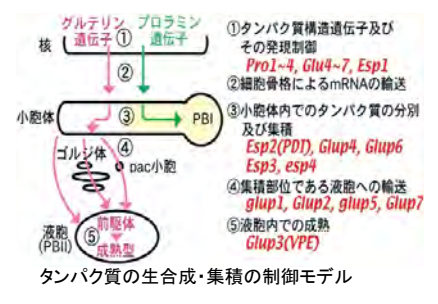 グルテリン プロラミン
遺伝子 ① 遺伝子
核
②
小胞体
③
PBI
ゴルジ体
④
pac小胞
液胞
(PBII)
⑤
前駆体
成熟型
①タンパク質構造遺伝子及び
その発現制御
Pro1~4, Glu4~7, Esp1
②細胞骨格によるmRNAの輸送
③小胞体内でのタンパク質の分別
及び集積
Esp2(PDI), Glup4, Glup6
Esp3, esp4
④集積部位である液胞への輸送
glup1, Glup2, glup5, Glup7
⑤液胞内での成熟
Glup3(VPE)
タンパク質の生合成・集積の制御モデル